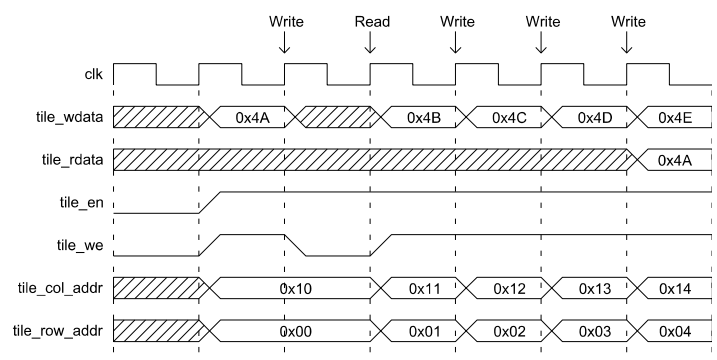 Write Read Write Write Write
clk
tile_wdata 0x4A 0x4B 0x4C 0x4D 0x4E
tile_rdata 0x4A
tile_en
tile_we
tile_col_addr 0x10 0x11 0x12 0x13 0x14
tile_row_addr 0x00 0x01 0x02 0x03 0x04